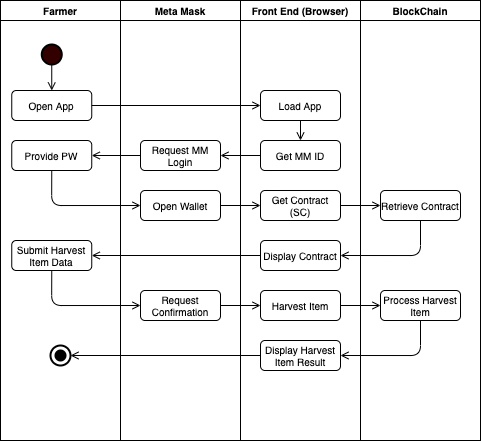 Farmer
Meta Mask
Front End (Browser)
BlockChain
Open App
Load App
Provide PW
Request MM
Login
Get MM ID
Open Wallet
Get Contract
(SC)
Retrieve Contract
Submit Harvest
Item Data
Display Contract
Request
Confirmation
Harvest Item
Process Harvest
Item
Display Harvest
Item Result